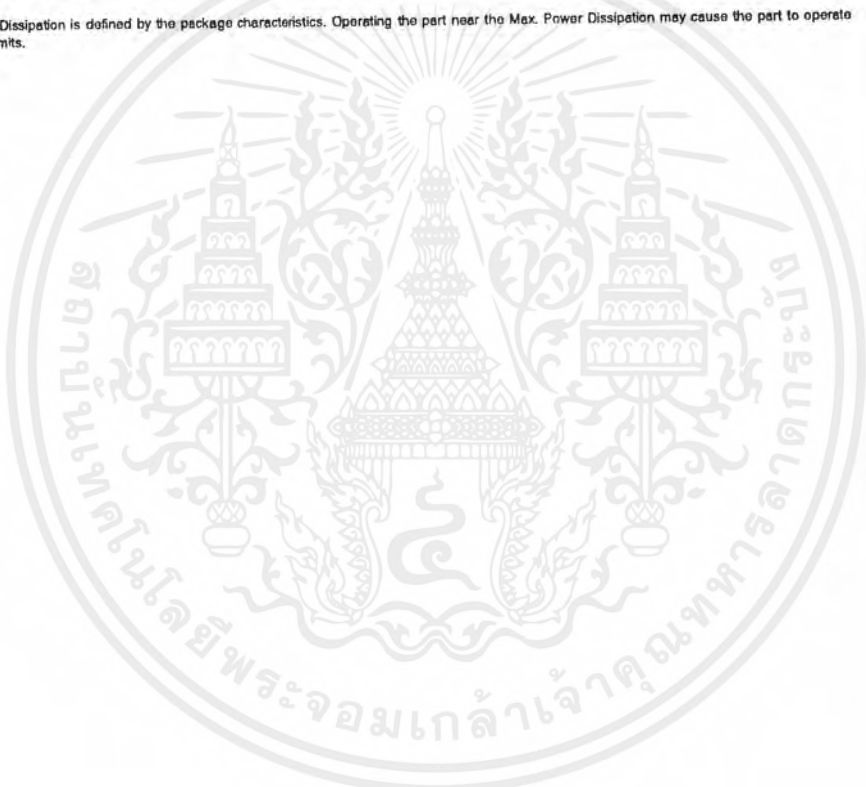 Dissipation is defined by the package characteristics. Operating the part near the Max. Power Dissipation may cause the part to operate
mits.
สถาบันเทคโนโลยีพระจอมเกล้าเจ้าคุณทหารลาดกระบัง